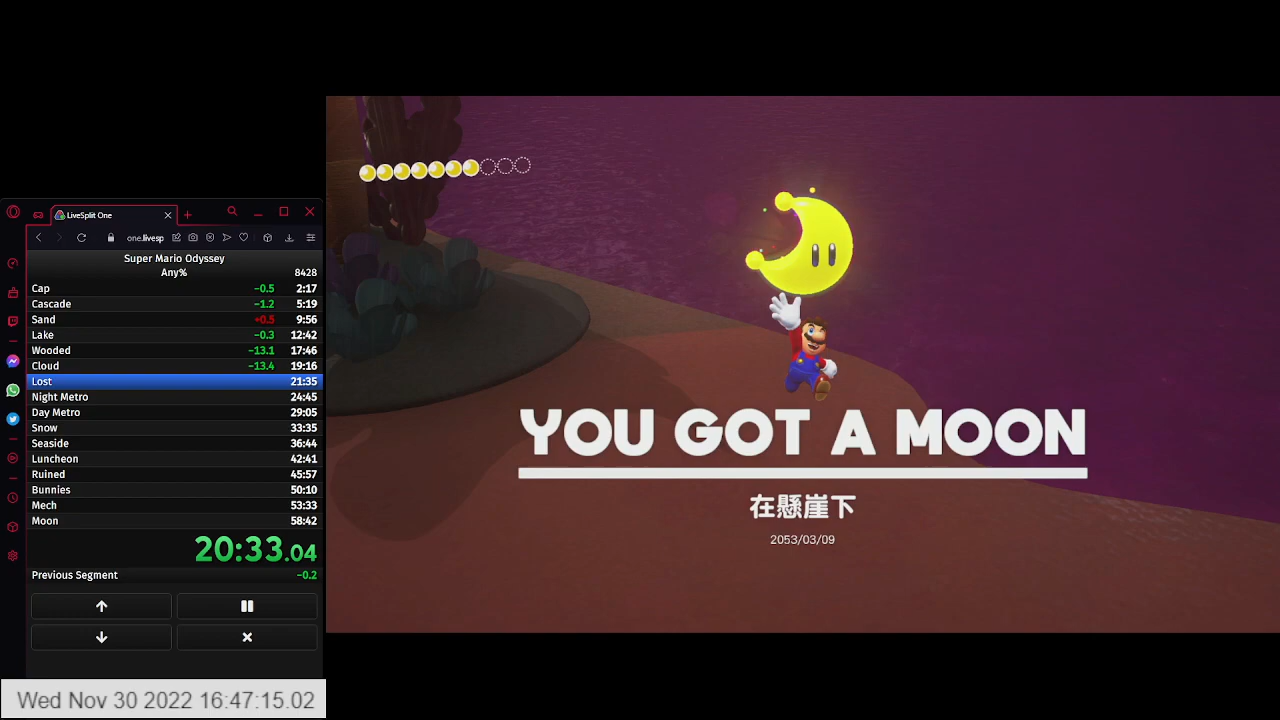 LiveSplit One
one.livesp
Super Mario Odyssey
Any% 8428
Cap −0.5 2:17
Cascade −1.2 5:19
Sand +0.5 9:56
Lake −0.3 12:42
Wooded −13.1 17:46
Cloud −13.4 19:16
Lost 21:35
Night Metro 24:45
Day Metro 29:05
Snow 33:35
Seaside 36:44
Luncheon 42:41
Ruined 45:57
Bunnies 50:10
Mech 53:33
Moon 58:42
20:33.04
Previous Segment −0.2
Wed Nov 30 2022 16:47:15.02
YOU GOT A MOON
在懸崖下
2053/03/09